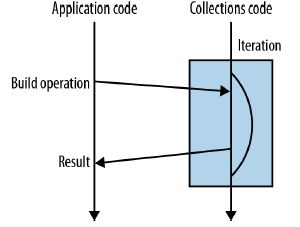 Application code
Collections code
Iteration
Build operation
Result